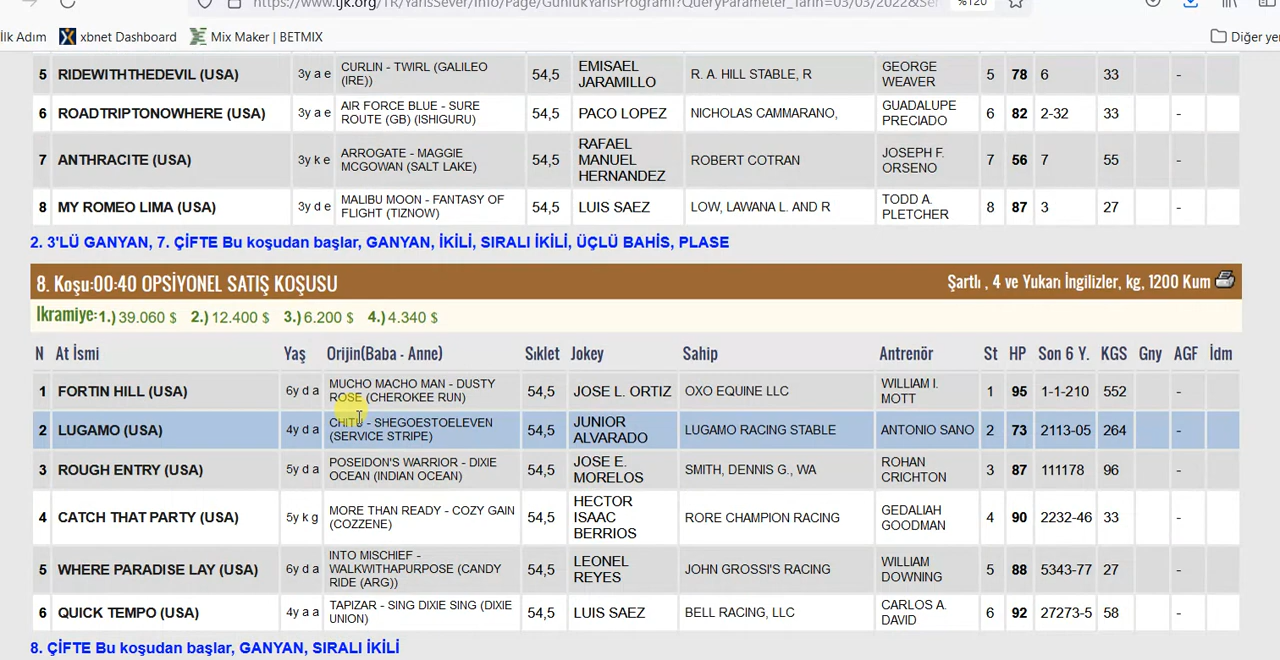 https://www.tjk.org/TR/YarisSever/Info/Page/GunlukYarisProgrami?QueryParameter_Tarih=03/03/2022&Se
%120
İlk Adım xbnet Dashboard Mix Maker | BETMIX Diğer yer
5 RIDEWITHTHEDEVIL (USA) 3y a e CURLIN - TWIRL (GALILEO (IRE)) 54,5 EMISAEL JARAMILLO R. A. HILL STABLE, R GEORGE WEAVER 5 78 6 33 -
6 ROADTRIPTONOWHERE (USA) 3y a e AIR FORCE BLUE - SURE ROUTE (GB) (ISHIGURU) 54,5 PACO LOPEZ NICHOLAS CAMMARANO, GUADALUPE PRECIADO 6 82 2-32 33 -
7 ANTHRACITE (USA) 3y k e ARROGATE - MAGGIE MCGOWAN (SALT LAKE) 54,5 RAFAEL MANUEL HERNANDEZ ROBERT COTRAN JOSEPH F. ORSENO 7 56 7 55 -
8 MY ROMEO LIMA (USA) 3y d e MALIBU MOON - FANTASY OF FLIGHT (TIZNOW) 54,5 LUIS SAEZ LOW, LAWANA L. AND R TODD A. PLETCHER 8 87 3 27 -
2. 3'LÜ GANYAN, 7. ÇİFTE Bu koşudan başlar, GANYAN, İKİLİ, SIRALI İKİLİ, ÜÇLÜ BAHİS, PLASE
8. Koşu:00:40 OPSİYONEL SATIŞ KOŞUSU Şartlı , 4 ve Yukarı İngilizler, kg, 1200 Kum
İkramiye:1.) 39.060 $ 2.) 12.400 $ 3.) 6.200 $ 4.) 4.340 $
N At İsmi Yaş Orijin(Baba - Anne) Sıklet Jokey Sahip Antrenör St HP Son 6 Y. KGS Gny AGF İdm
1 FORTIN HILL (USA) 6y d a MUCHO MACHO MAN - DUSTY ROSE (CHEROKEE RUN) 54,5 JOSE L. ORTIZ OXO EQUINE LLC WILLIAM I. MOTT 1 95 1-1-210 552 -
2 LUGAMO (USA) 4y d a CHITU - SHEGOESTOELEVEN (SERVICE STRIPE) 54,5 JUNIOR ALVARADO LUGAMO RACING STABLE ANTONIO SANO 2 73 2113-05 264 -
3 ROUGH ENTRY (USA) 5y d a POSEIDON'S WARRIOR - DIXIE OCEAN (INDIAN OCEAN) 54,5 JOSE E. MORELOS SMITH, DENNIS G., WA ROHAN CRICHTON 3 87 111178 96 -
4 CATCH THAT PARTY (USA) 5y k g MORE THAN READY - COZY GAIN (COZZENE) 54,5 HECTOR ISAAC BERRIOS RORE CHAMPION RACING GEDALIAH GOODMAN 4 90 2232-46 33 -
5 WHERE PARADISE LAY (USA) 6y d a INTO MISCHIEF - WALKWITHAPURPOSE (CANDY RIDE (ARG)) 54,5 LEONEL REYES JOHN GROSSI'S RACING WILLIAM DOWNING 5 88 5343-77 27 -
6 QUICK TEMPO (USA) 4y a a TAPIZAR - SING DIXIE SING (DIXIE UNION) 54,5 LUIS SAEZ BELL RACING, LLC CARLOS A. DAVID 6 92 27273-5 58 -
8. ÇİFTE Bu koşudan başlar, GANYAN, SIRALI İKİLİ